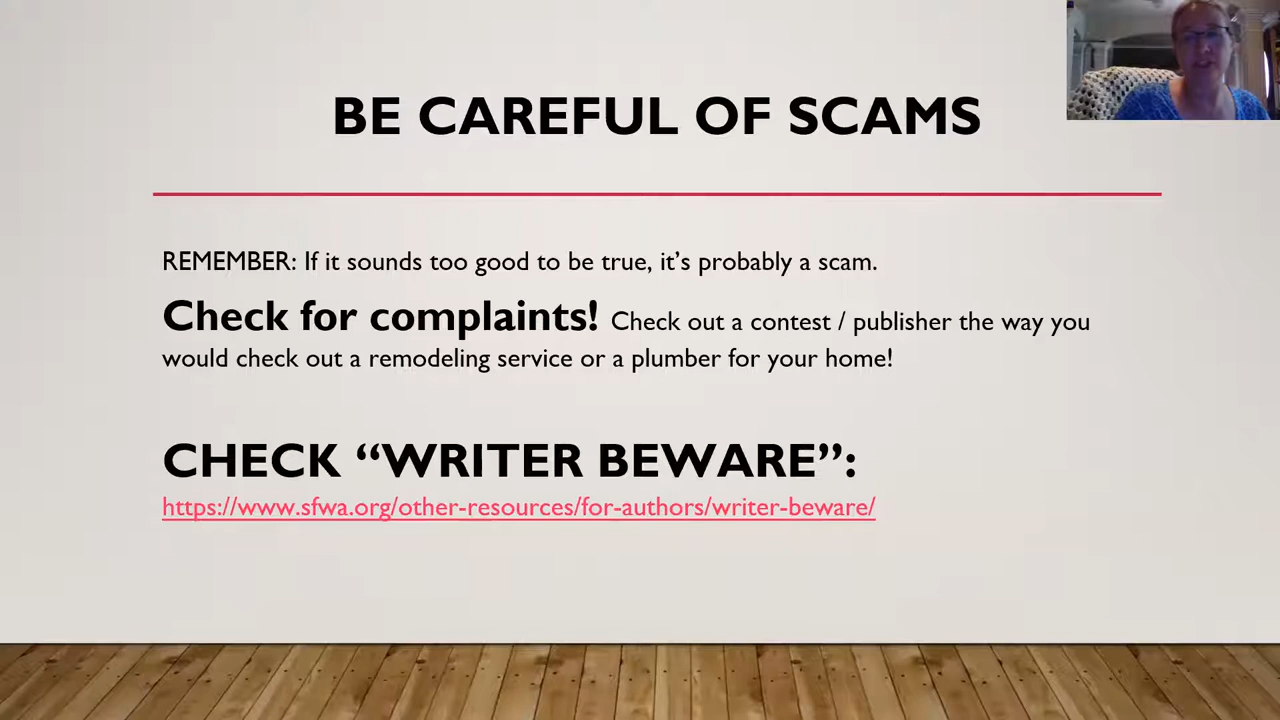 BE CAREFUL OF SCAMS
REMEMBER: If it sounds too good to be true, it’s probably a scam.
Check for complaints! Check out a contest / publisher the way you
would check out a remodeling service or a plumber for your home!
CHECK “WRITER BEWARE”:
https://www.sfwa.org/other-resources/for-authors/writer-beware/